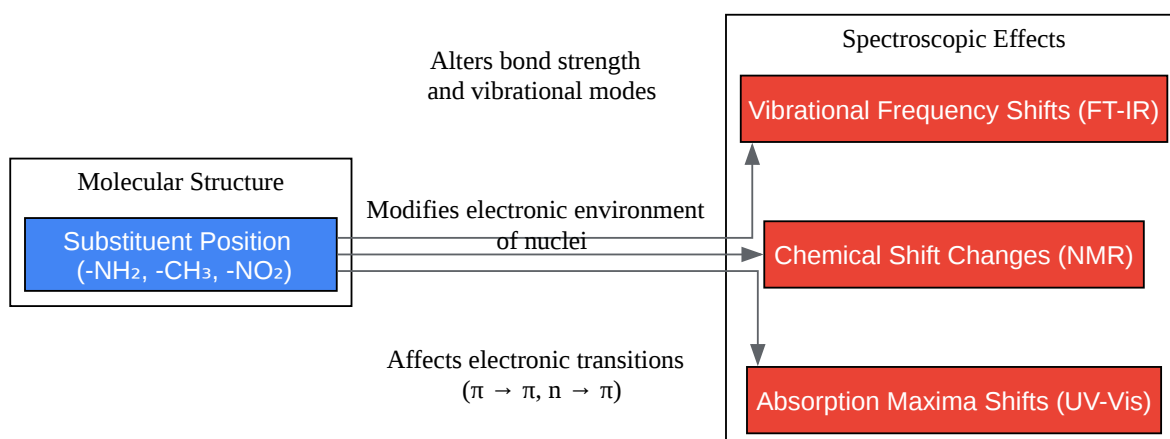 Alters bond strength
and vibrational modes
Spectroscopic Effects
Vibrational Frequency Shifts (FT-IR)
Molecular Structure
Substituent Position
(-NH₂, -CH₃, -NO₂)
Modifies electronic environment
of nuclei
Chemical Shift Changes (NMR)
Affects electronic transitions
(π → π, n → π)
Absorption Maxima Shifts (UV-Vis)